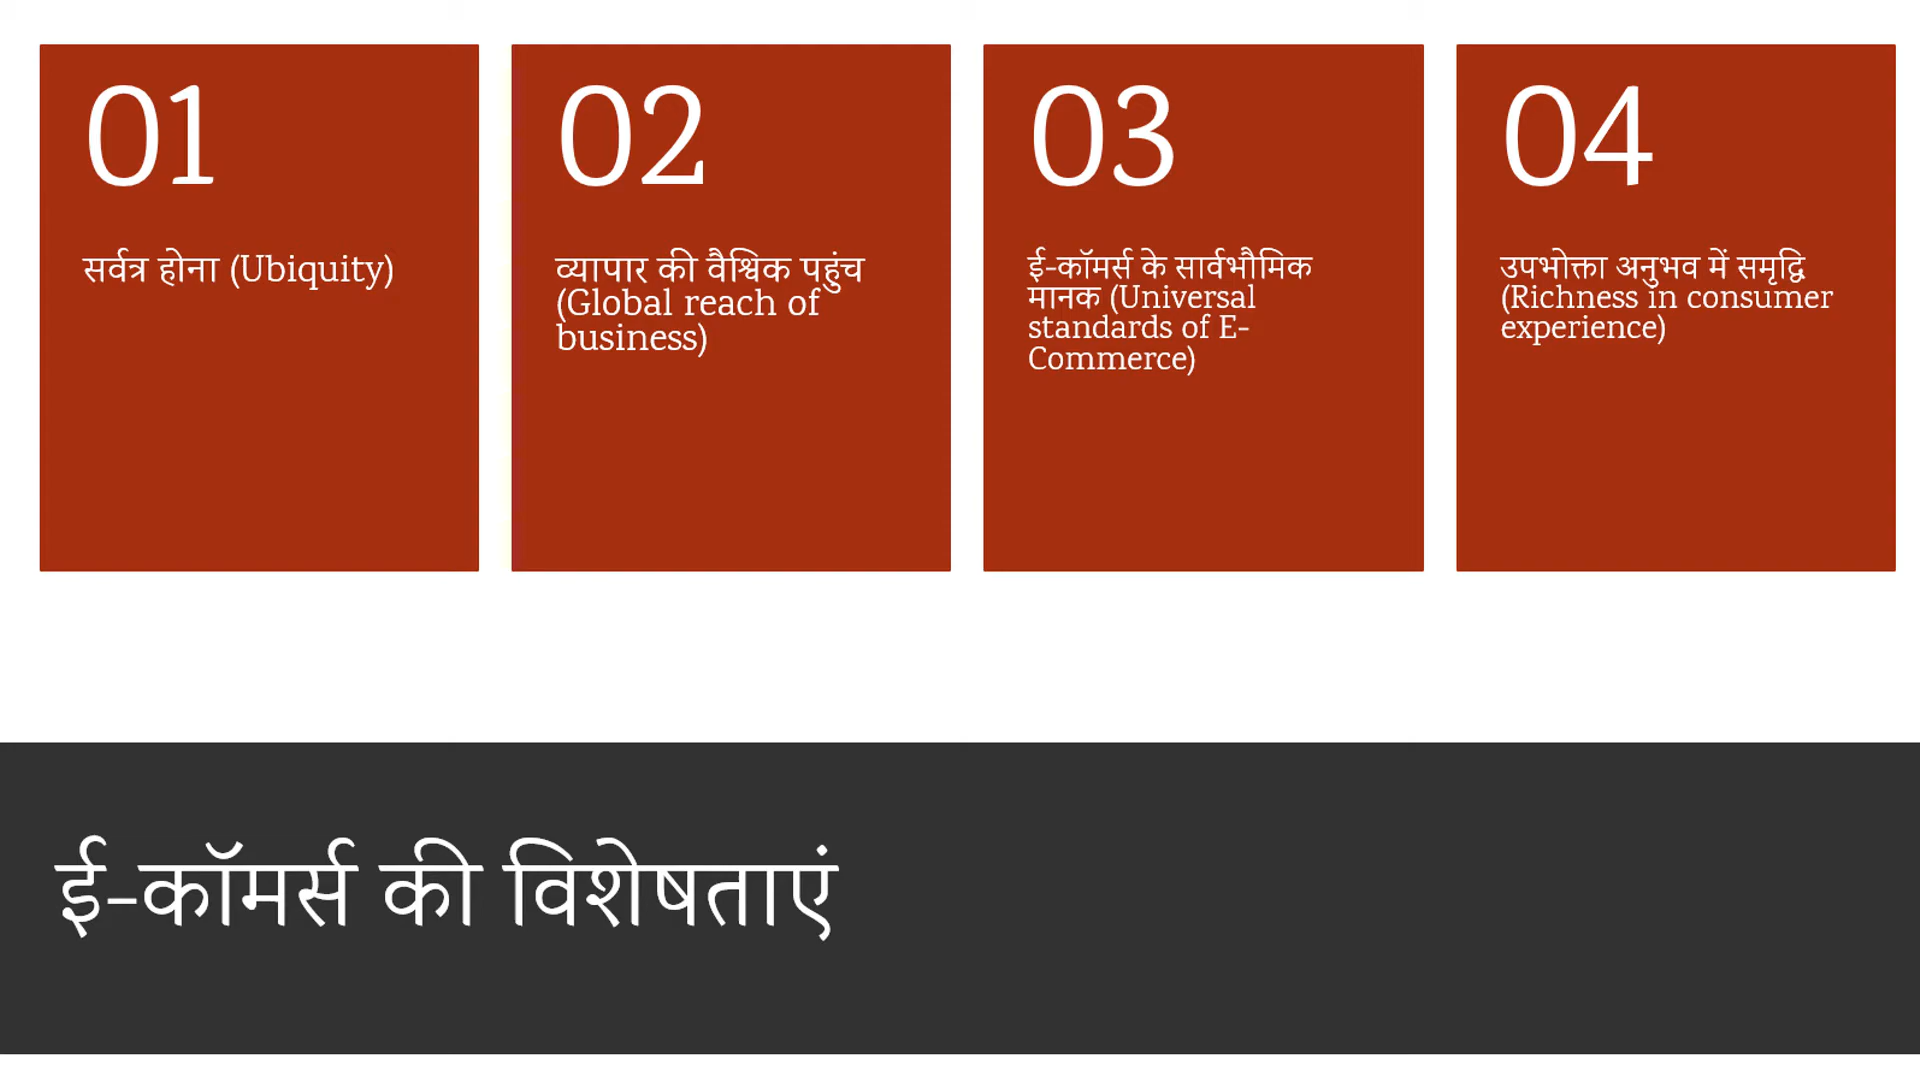 01
सर्वत्र होना (Ubiquity)
02
व्यापार की वैश्विक पहुंच
(Global reach of
business)
03
ई-कॉमर्स के सार्वभौमिक
मानक (Universal
standards of E-
Commerce)
04
उपभोक्ता अनुभव में समृद्धि
(Richness in consumer
experience)
ई-कॉमर्स की विशेषताएं